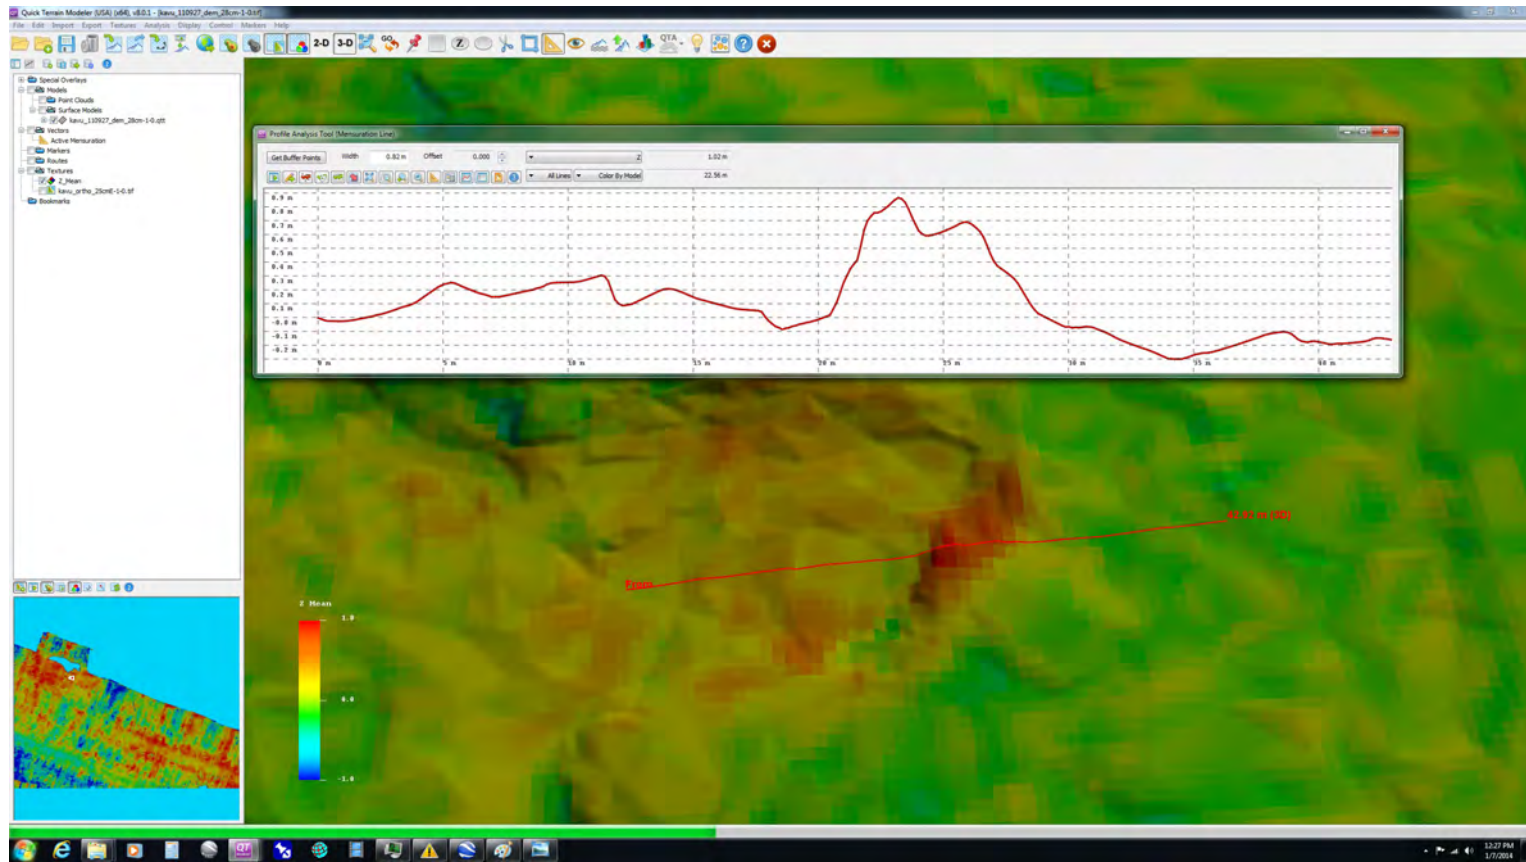 Quick Terrain Modeler (USA) (x64), v8.0.1 - [kavu_110927_dem_28cm-1-0.tif]
File Edit Import Export Textures Analysis Display Control Markers Help
2-D 3-D GO QTA
Special Overlays
Models
Point Clouds
Surface Models
kavu_110927_dem_28cm-1-0.qtt
Vectors
Active Mensuration
Markers
Routes
Textures
Z_Mean
Bookmarks
Profile Analysis Tool (Mensuration Line)
Get Buffer Points Width 0.82 m Offset 0.000 Z 1.02 m
All Lines Color By Model 22.56 m
0.9 m
0.8 m
0.7 m
0.6 m
0.5 m
0.4 m
0.3 m
0.2 m
0.1 m
-0.0 m
-0.1 m
-0.2 m
0 m 5 m 10 m 15 m 20 m 25 m 30 m 35 m 40 m
From
Z Mean
1.0
0.0
-1.0
12:27 PM
1/7/2014